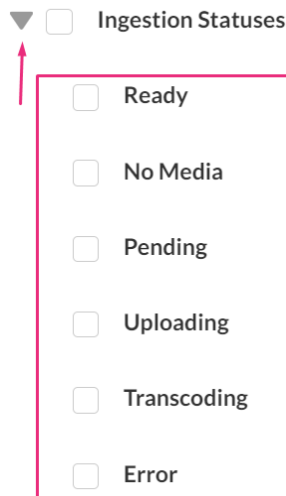 Ingestion Statuses
Ready
No Media
Pending
Uploading
Transcoding
Error